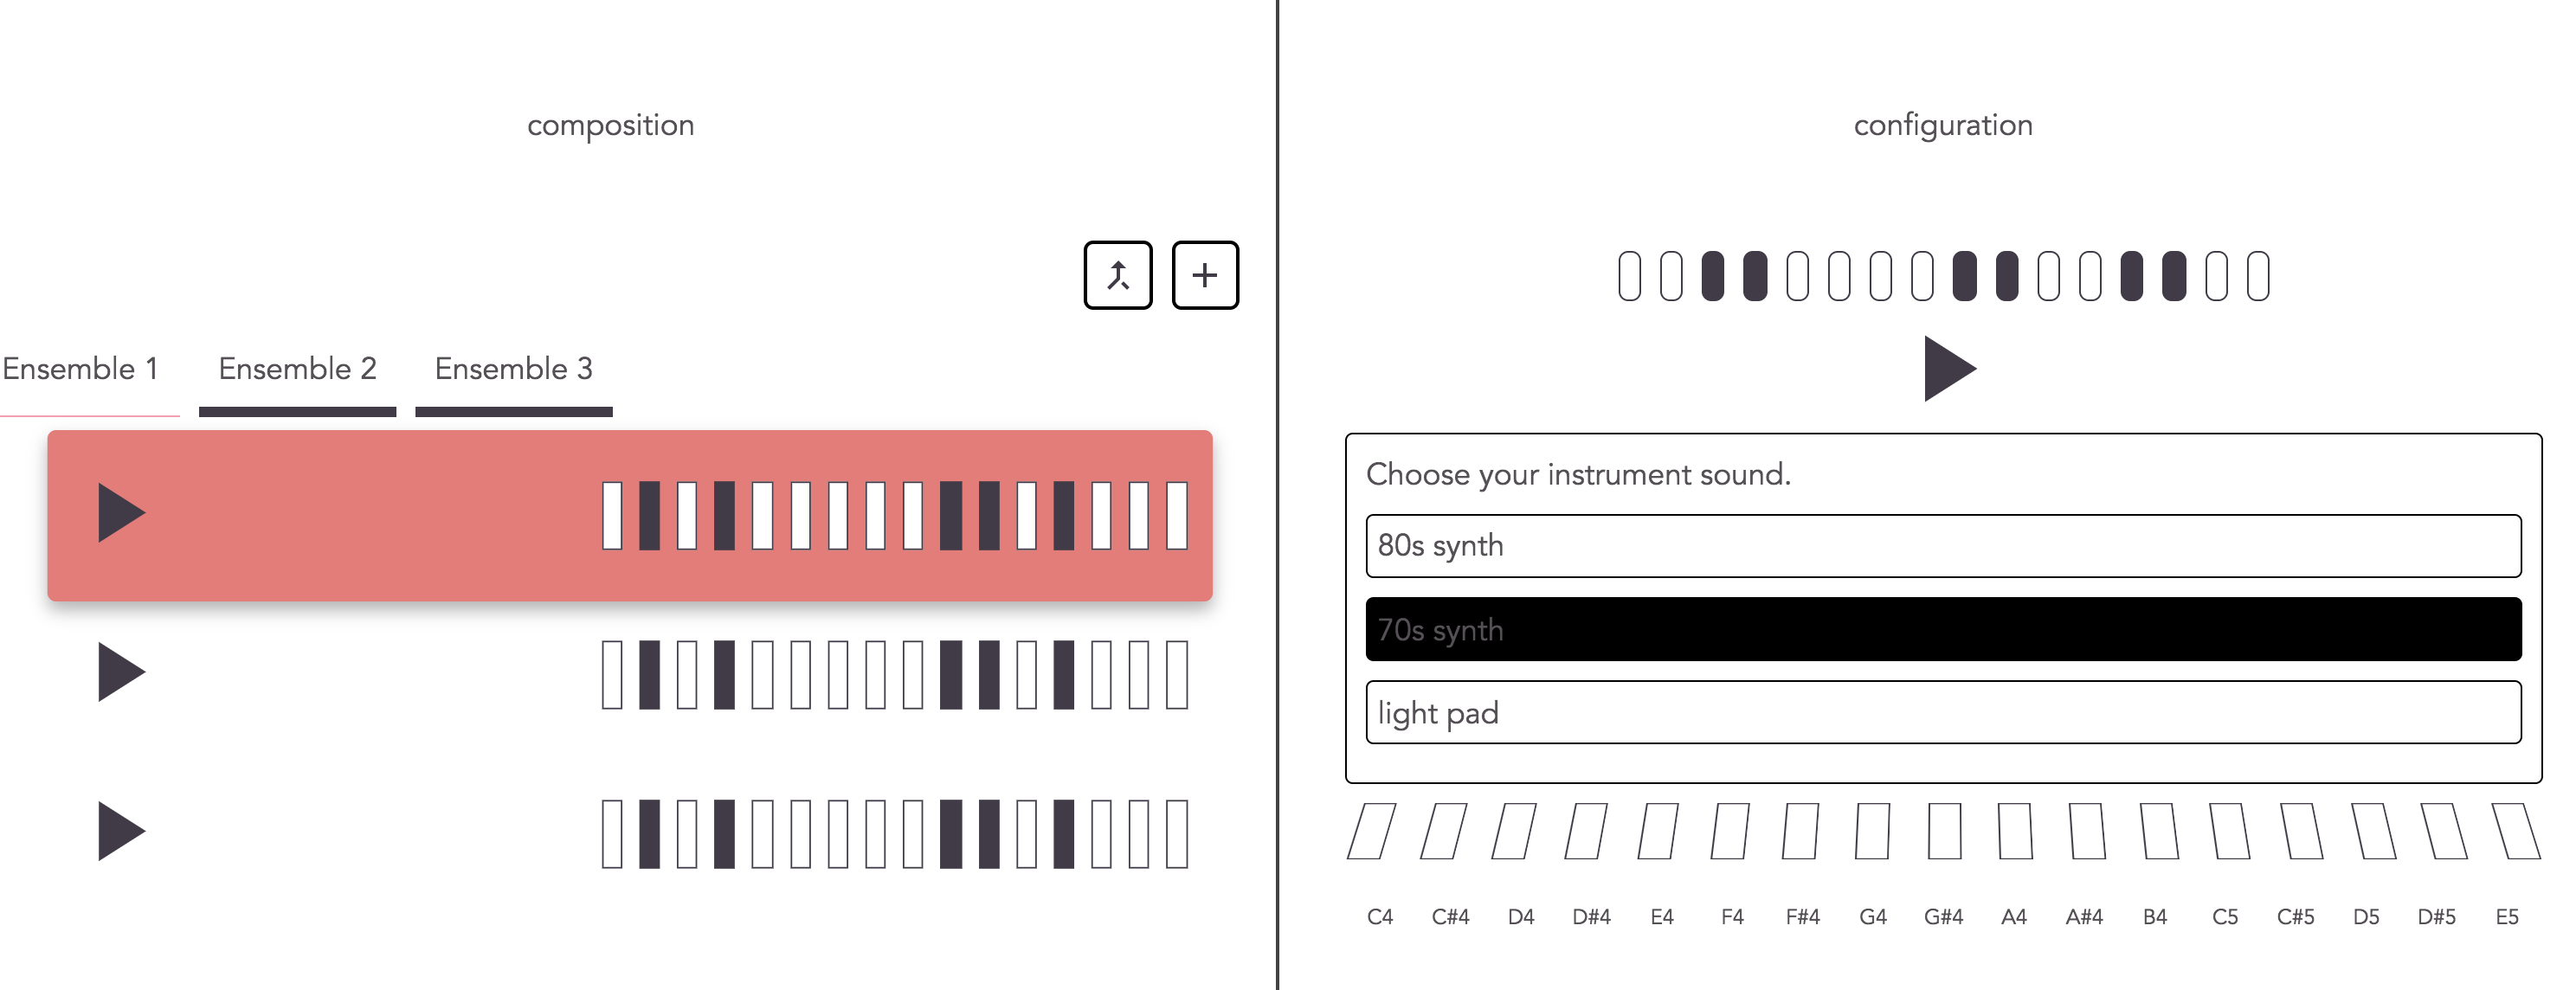 composition
configuration
Ensemble 1
Ensemble 2
Ensemble 3
Choose your instrument sound.
80s synth
70s synth
light pad
C4 C#4 D4 D#4 E4 F4 F#4 G4 G#4 A4 A#4 B4 C5 C#5 D5 D#5 E5